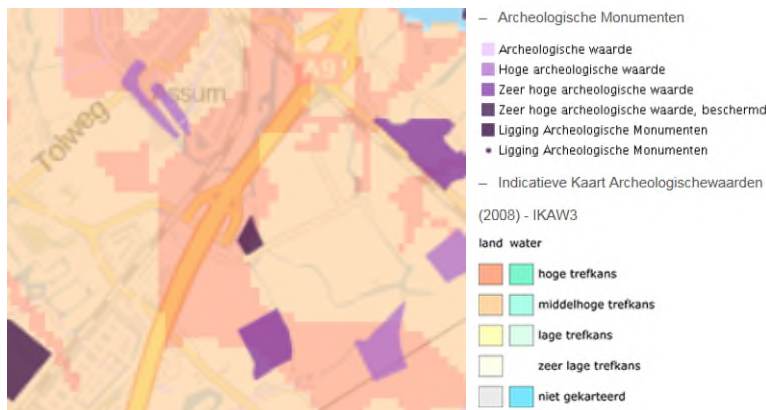 A9
Assum
Tolweg
– Archeologische Monumenten
Archeologische waarde
Hoge archeologische waarde
Zeer hoge archeologische waarde
Zeer hoge archeologische waarde, beschermd
Ligging Archeologische Monumenten
Ligging Archeologische Monumenten
– Indicatieve Kaart Archeologischewaarden
(2008) - IKAW3
land water
hoge trefkans
middelhoge trefkans
lage trefkans
zeer lage trefkans
niet gekarteerd